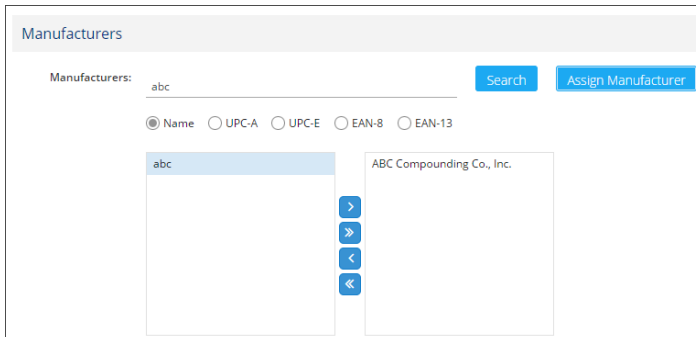 Manufacturers
Manufacturers: abc Search Assign Manufacturer
Name UPC-A UPC-E EAN-8 EAN-13
abc ABC Compounding Co., Inc.